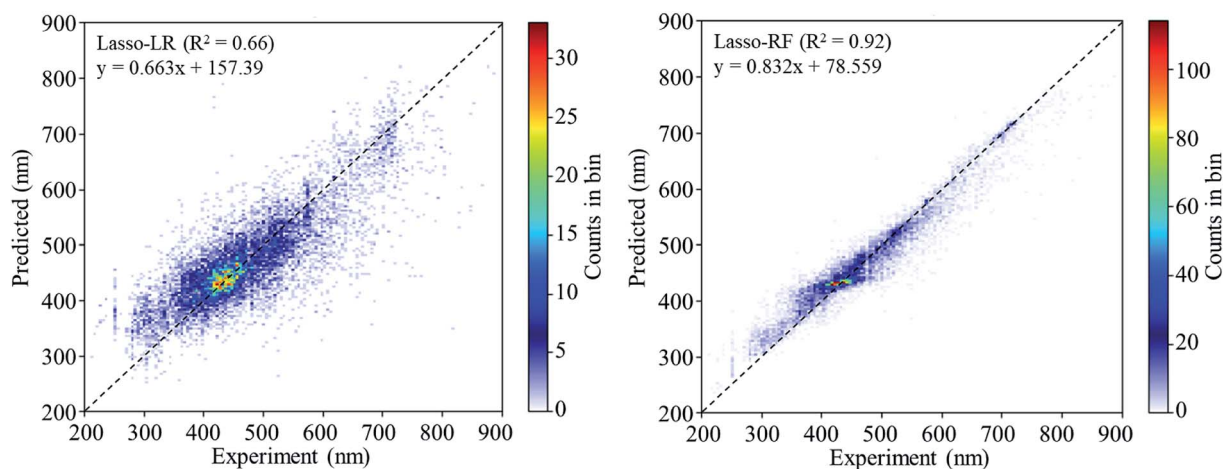 Lasso-LR (R² = 0.66)
y = 0.663x + 157.39
900
800
700
600
500
400
300
200
Predicted (nm)
200 300 400 500 600 700 800 900
Experiment (nm)
30
25
20
15
10
5
0
Counts in bin
Lasso-RF (R² = 0.92)
y = 0.832x + 78.559
900
800
700
600
500
400
300
200
Predicted (nm)
200 300 400 500 600 700 800 900
Experiment (nm)
100
80
60
40
20
0
Counts in bin